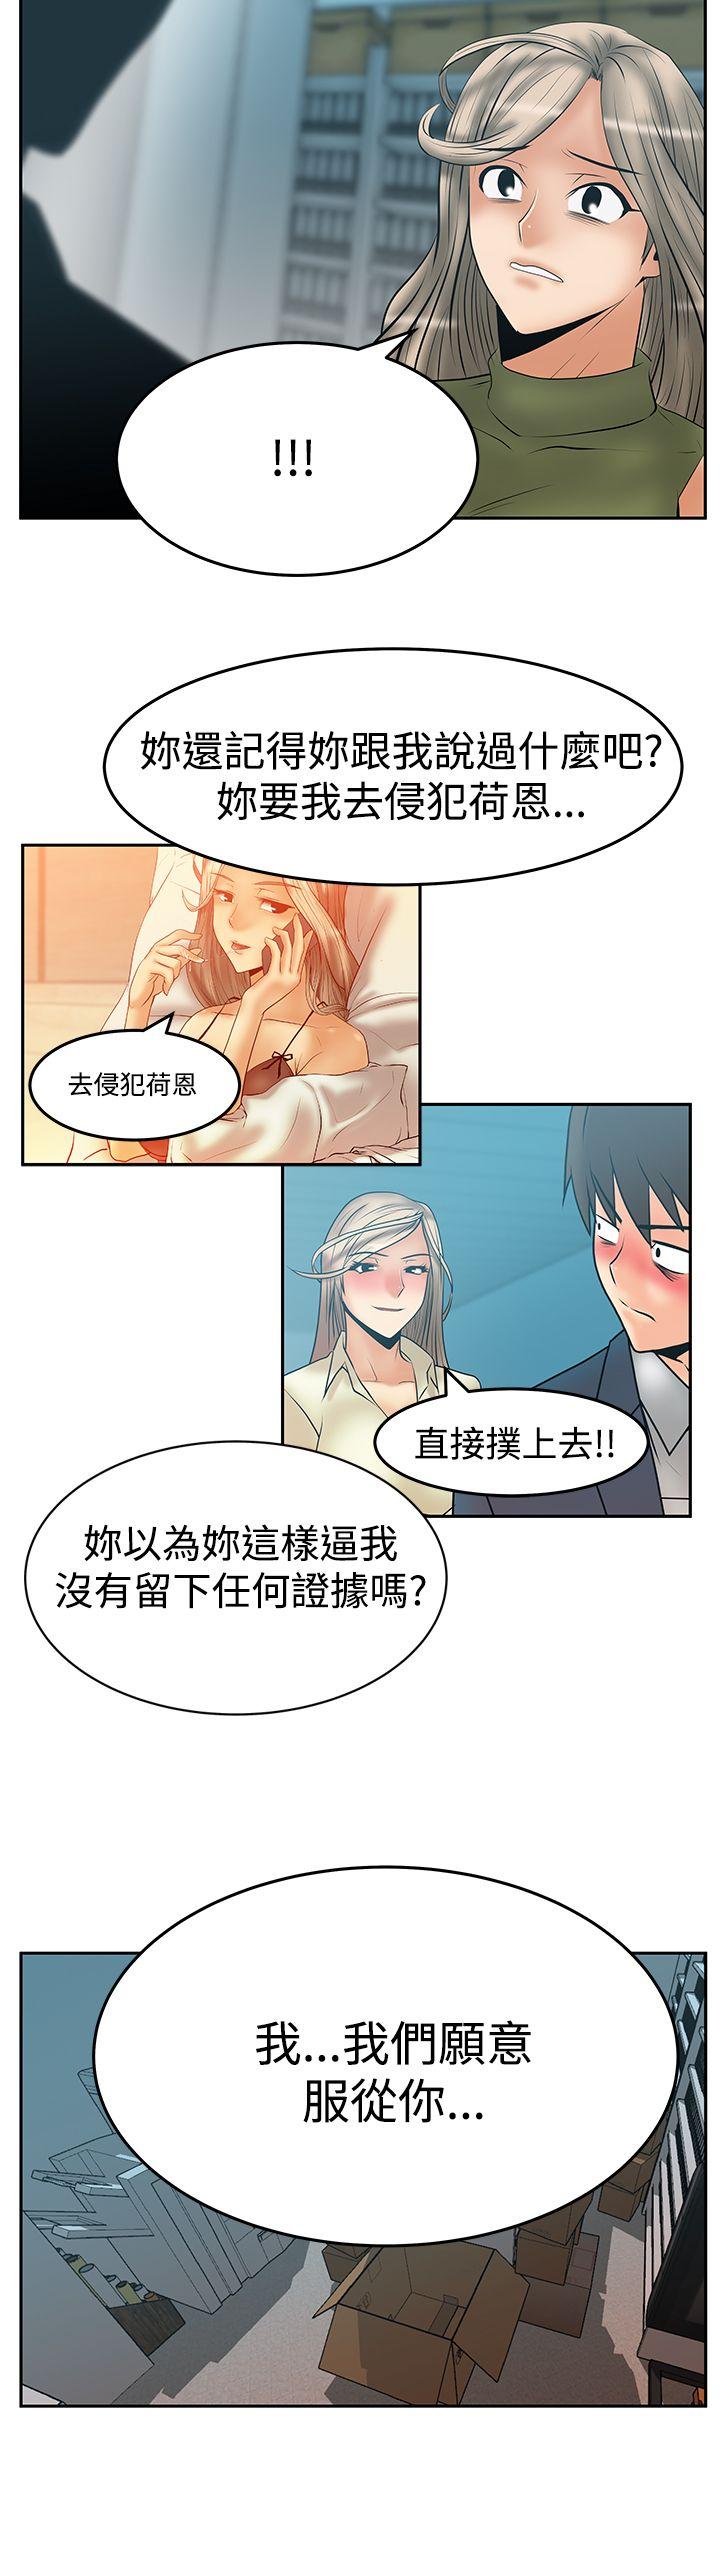 !!!
妳還記得妳跟我說過什麼吧?
妳要我去侵犯荷恩...
去侵犯荷恩
直接撲上去!!
妳以為妳這樣逼我
沒有留下任何證據嗎?
我...我們願意
服從你...